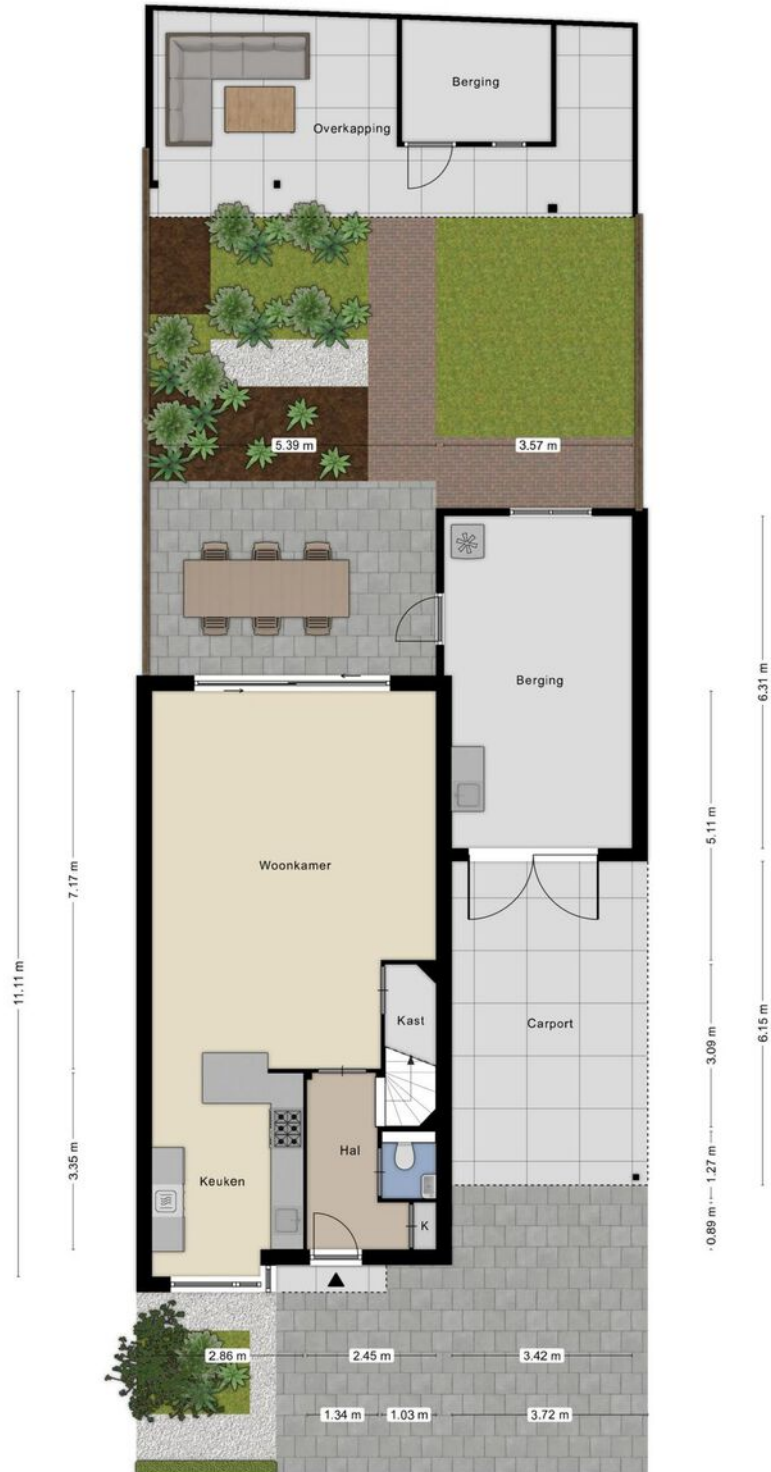 Berging
Overkapping
5.39 m
3.57 m
Berging
6.31 m
Woonkamer
7.17 m
5.11 m
11.11 m
Kast
Carport
3.09 m
6.15 m
Hal
Keuken
3.35 m
1.27 m
K
0.89 m
2.86 m
2.45 m
3.42 m
1.34 m
1.03 m
3.72 m